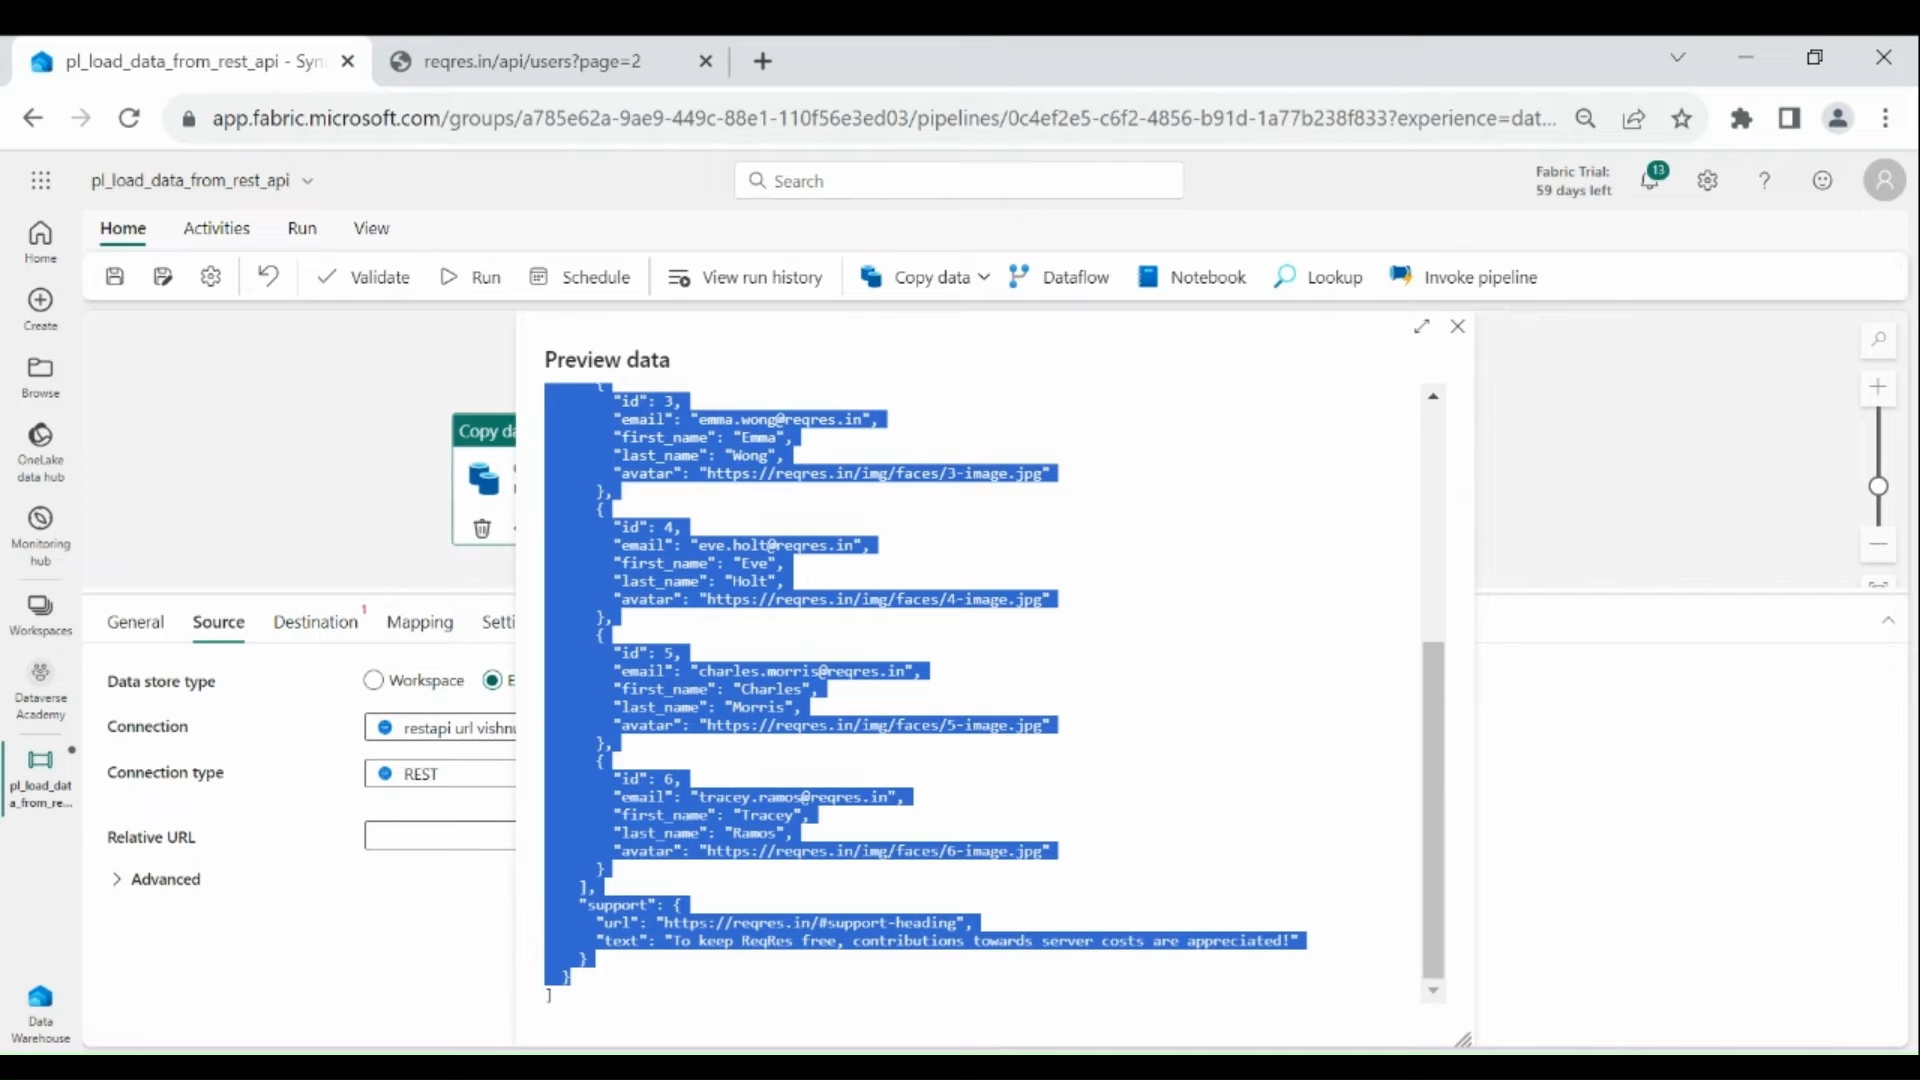 pl_load_data_from_rest_api - Syn
reqres.in/api/users?page=2
app.fabric.microsoft.com/groups/a785e62a-9ae9-449c-88e1-110f56e3ed03/pipelines/0c4ef2e5-c6f2-4856-b91d-1a77b238f833?experience=dat...
pl_load_data_from_rest_api
Search
Fabric Trial:
59 days left
13
Home Activities Run View
Validate Run Schedule View run history Copy data Dataflow Notebook Lookup Invoke pipeline
Home
Create
Browse
OneLake
data hub
Monitoring
hub
Workspaces
Dataverse
Academy
pl_load_dat
a_from_re...
Data
Warehouse
Copy da
Preview data
{
"id": 3,
"email": "emma.wong@reqres.in",
"first_name": "Emma",
"last_name": "Wong",
"avatar": "https://reqres.in/img/faces/3-image.jpg"
},
{
"id": 4,
"email": "eve.holt@reqres.in",
"first_name": "Eve",
"last_name": "Holt",
"avatar": "https://reqres.in/img/faces/4-image.jpg"
},
{
"id": 5,
"email": "charles.morris@reqres.in",
"first_name": "Charles",
"last_name": "Morris",
"avatar": "https://reqres.in/img/faces/5-image.jpg"
},
{
"id": 6,
"email": "tracey.ramos@reqres.in",
"first_name": "Tracey",
"last_name": "Ramos",
"avatar": "https://reqres.in/img/faces/6-image.jpg"
}
],
"support": {
"url": "https://reqres.in/#support-heading",
"text": "To keep ReqRes free, contributions towards server costs are appreciated!"
}
}
]
General Source Destination 1 Mapping Setti
Data store type Workspace E
Connection restapi url vishnu
Connection type REST
Relative URL
Advanced